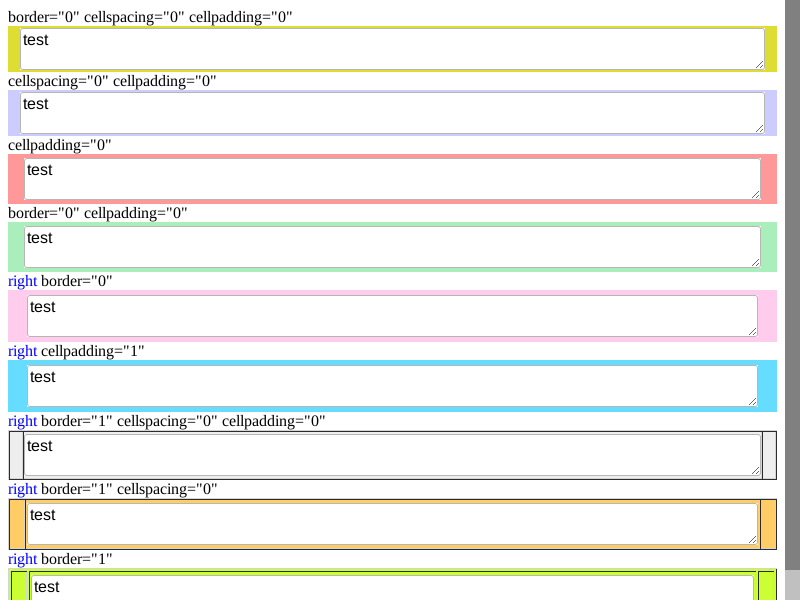 border="0" cellspacing="0" cellpadding="0"
test
cellspacing="0" cellpadding="0"
test
cellpadding="0"
test
border="0" cellpadding="0"
test
right border="0"
test
right cellpadding="1"
test
right border="1" cellspacing="0" cellpadding="0"
test
right border="1" cellspacing="0"
test
right border="1"
test